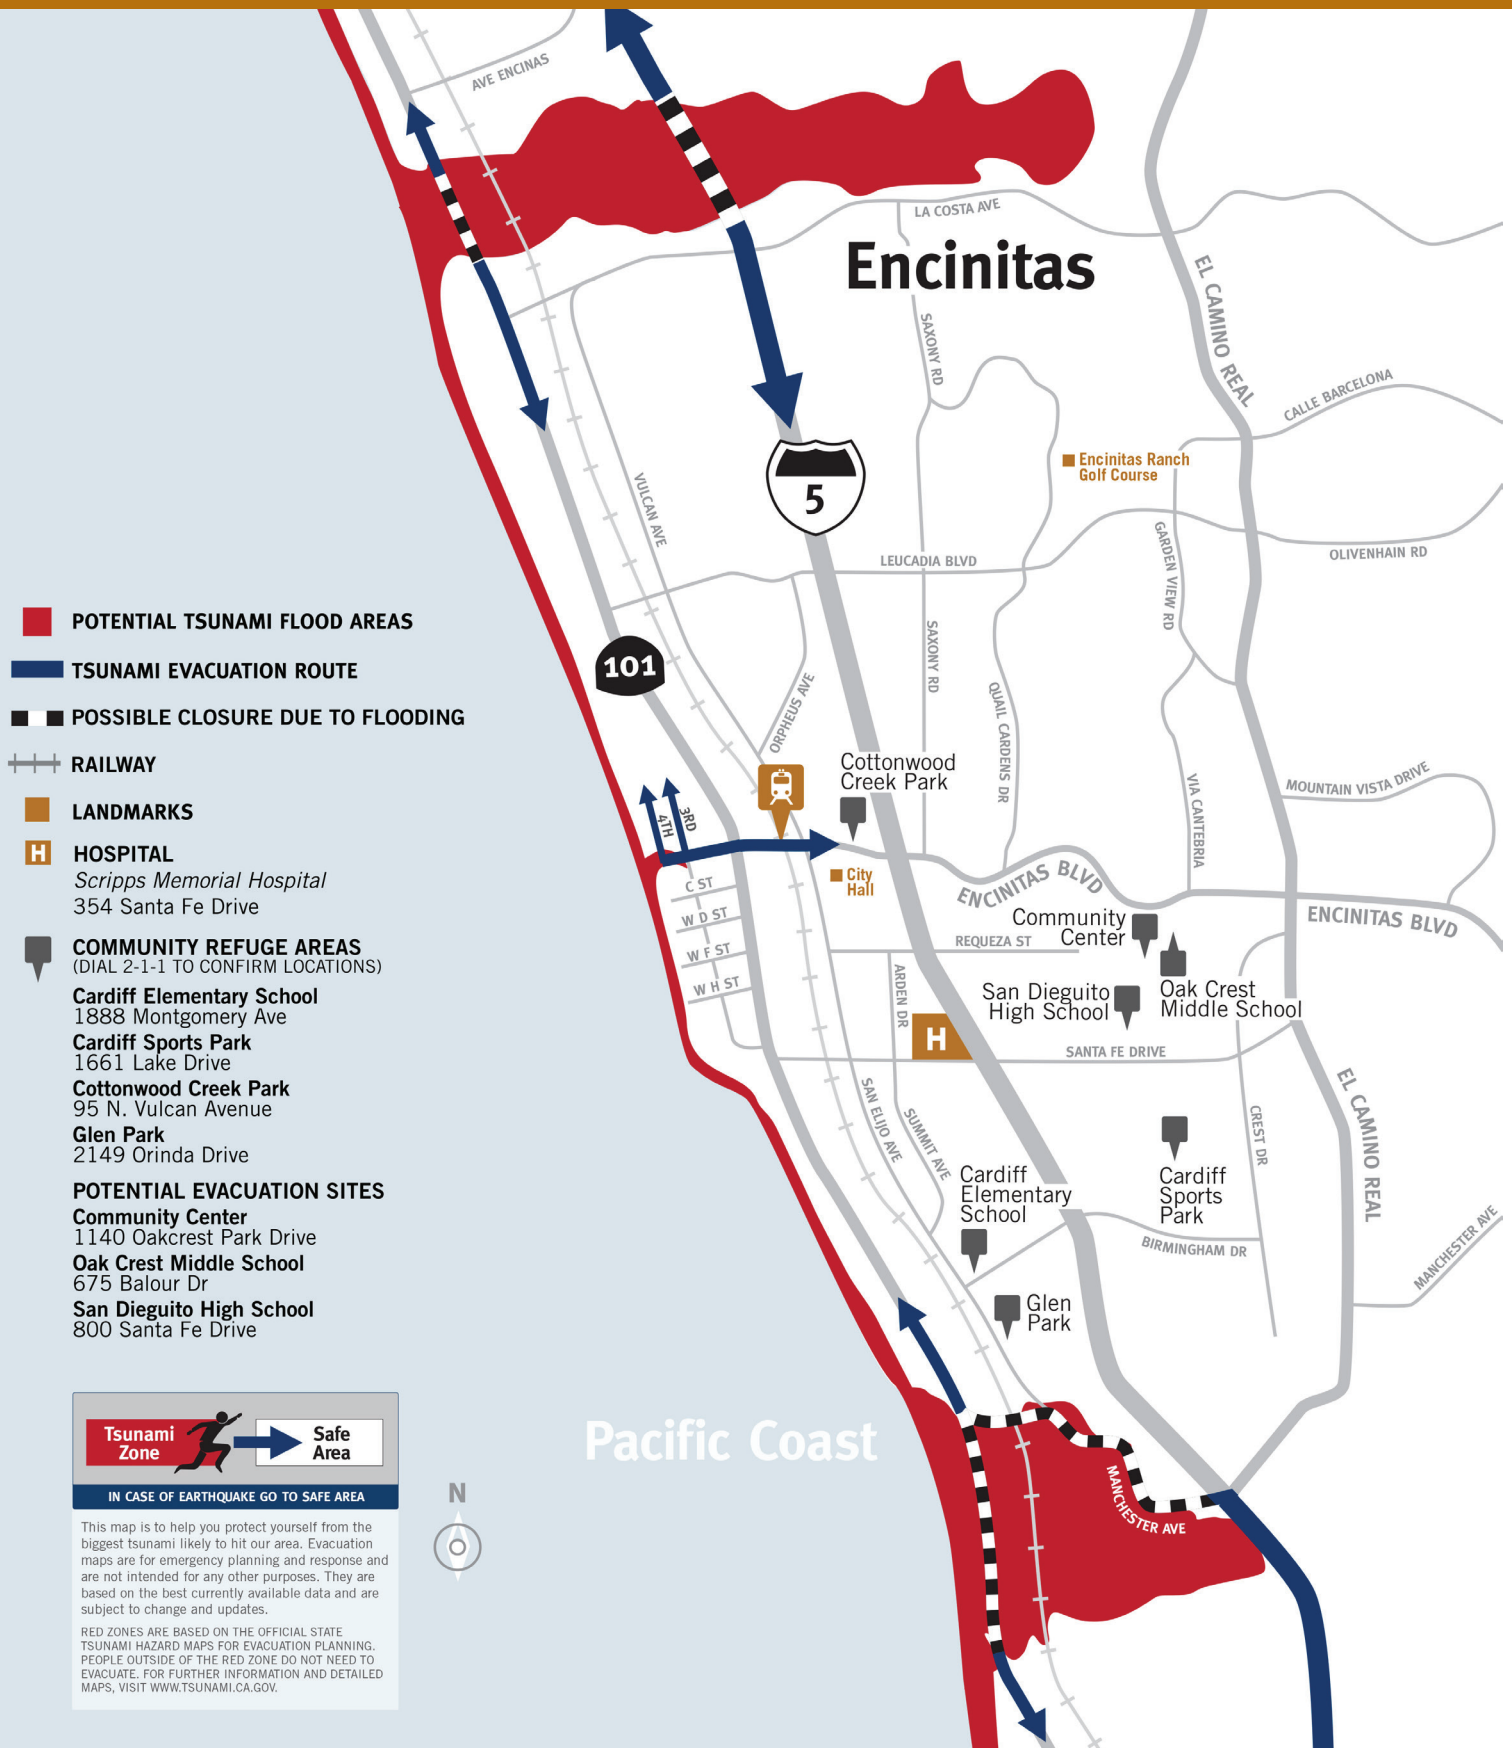 AVE ENCINAS
LA COSTA AVE
Encinitas
EL CAMINO REAL
SAXONY RD
CALLE BARCELONA
Encinitas Ranch
Golf Course
5
VULCAN AVE
LEUCADIA BLVD
GARDEN VIEW RD
OLIVENHAIN RD
101
SAXONY RD
ORPHEUS AVE
QUAIL CARDENS DR
Cottonwood
Creek Park
VIA CANTEBRIA
MOUNTAIN VISTA DRIVE
4TH
3RD
City
Hall
ENCINITAS BLVD
ENCINITAS BLVD
C ST
W D ST
W F ST
W H ST
Community
Center
REQUEZA ST
ARDEN DR
San Dieguito
High School
Oak Crest
Middle School
H
SANTA FE DRIVE
SAN ELIJO AVE
SUMMIT AVE
CREST DR
EL CAMINO REAL
Cardiff
Elementary
School
Cardiff
Sports
Park
BIRMINGHAM DR
MANCHESTER AVE
Glen
Park
MANCHESTER AVE
Pacific Coast
N
POTENTIAL TSUNAMI FLOOD AREAS
TSUNAMI EVACUATION ROUTE
POSSIBLE CLOSURE DUE TO FLOODING
RAILWAY
LANDMARKS
H HOSPITAL
Scripps Memorial Hospital
354 Santa Fe Drive
COMMUNITY REFUGE AREAS
(DIAL 2-1-1 TO CONFIRM LOCATIONS)
Cardiff Elementary School
1888 Montgomery Ave
Cardiff Sports Park
1661 Lake Drive
Cottonwood Creek Park
95 N. Vulcan Avenue
Glen Park
2149 Orinda Drive
POTENTIAL EVACUATION SITES
Community Center
1140 Oakcrest Park Drive
Oak Crest Middle School
675 Balour Dr
San Dieguito High School
800 Santa Fe Drive
Tsunami
Zone
Safe
Area
IN CASE OF EARTHQUAKE GO TO SAFE AREA
This map is to help you protect yourself from the
biggest tsunami likely to hit our area. Evacuation
maps are for emergency planning and response and
are not intended for any other purposes. They are
based on the best currently available data and are
subject to change and updates.
RED ZONES ARE BASED ON THE OFFICIAL STATE
TSUNAMI HAZARD MAPS FOR EVACUATION PLANNING.
PEOPLE OUTSIDE OF THE RED ZONE DO NOT NEED TO
EVACUATE. FOR FURTHER INFORMATION AND DETAILED
MAPS, VISIT WWW.TSUNAMI.CA.GOV.